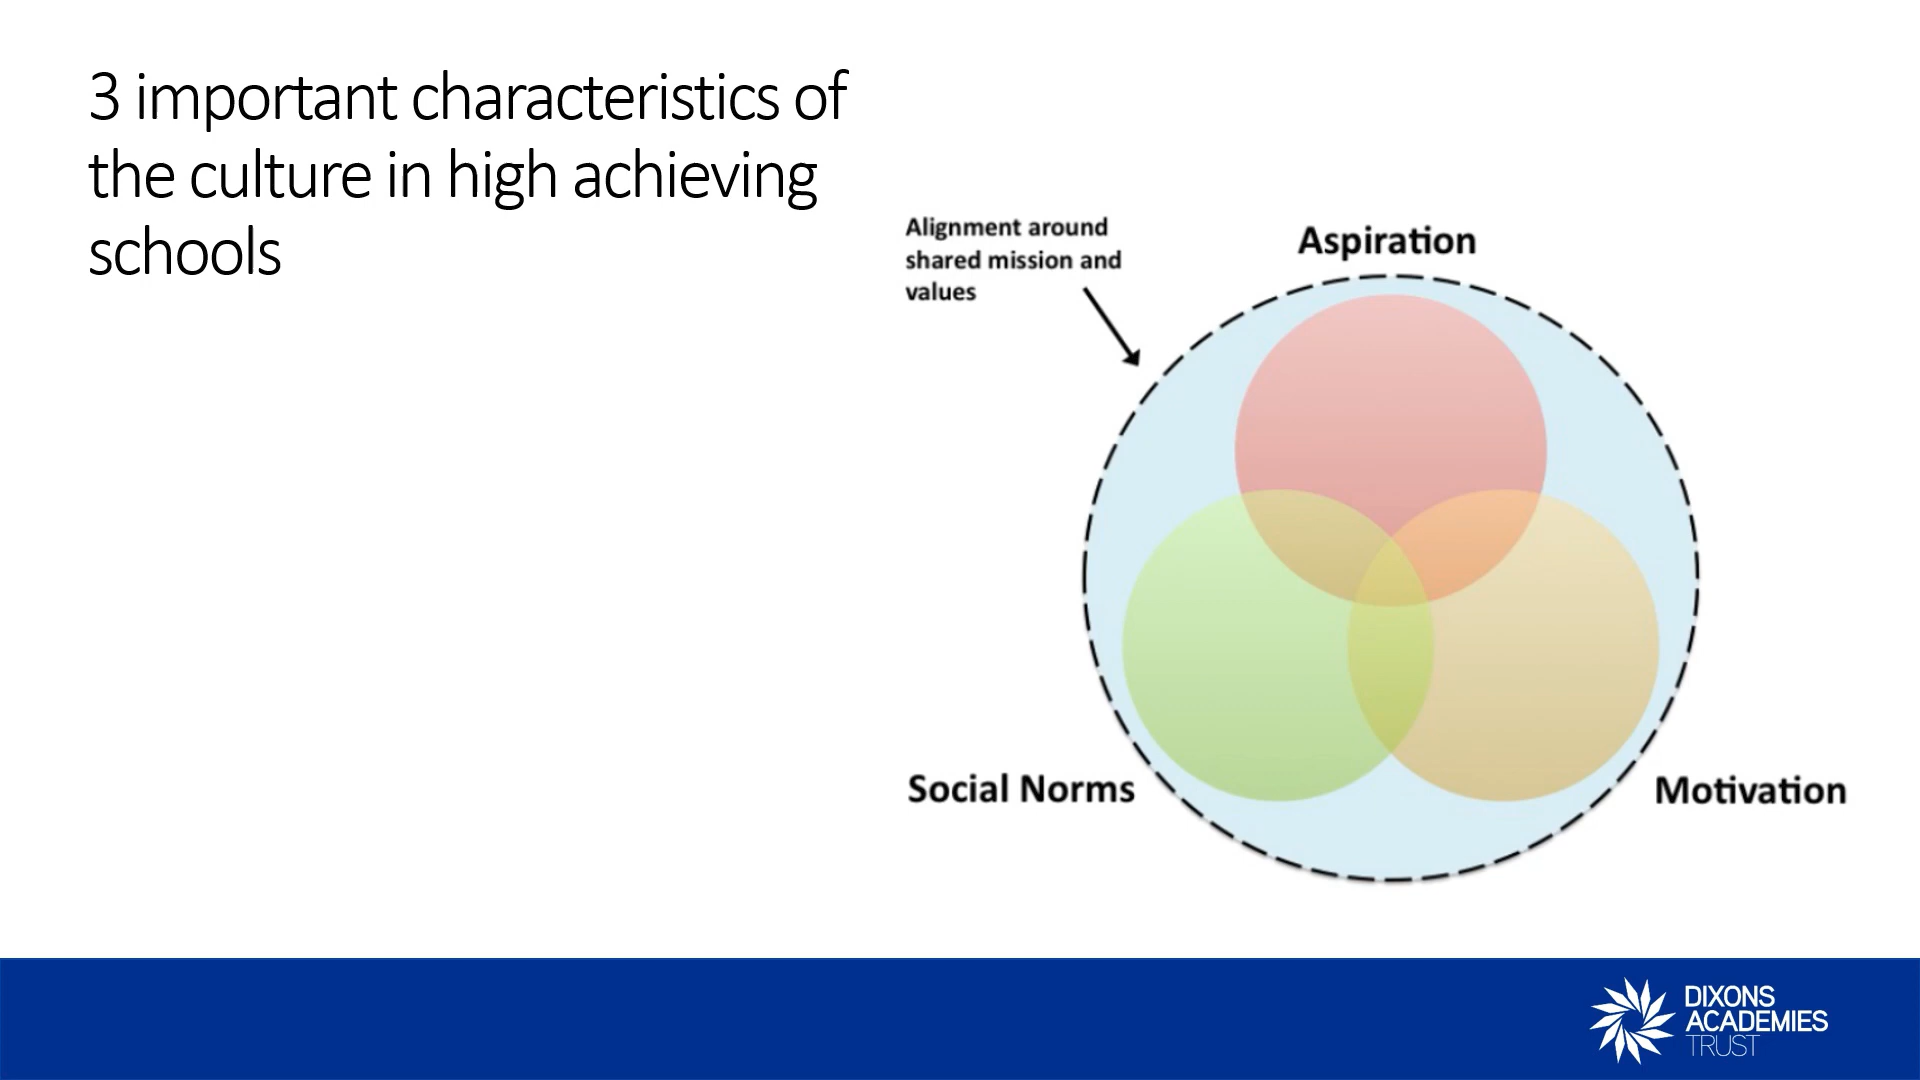 3 important characteristics of
the culture in high achieving
schools
Alignment around
shared mission and
values
Aspiration
Social Norms
Motivation
DIXONS
ACADEMIES
TRUST